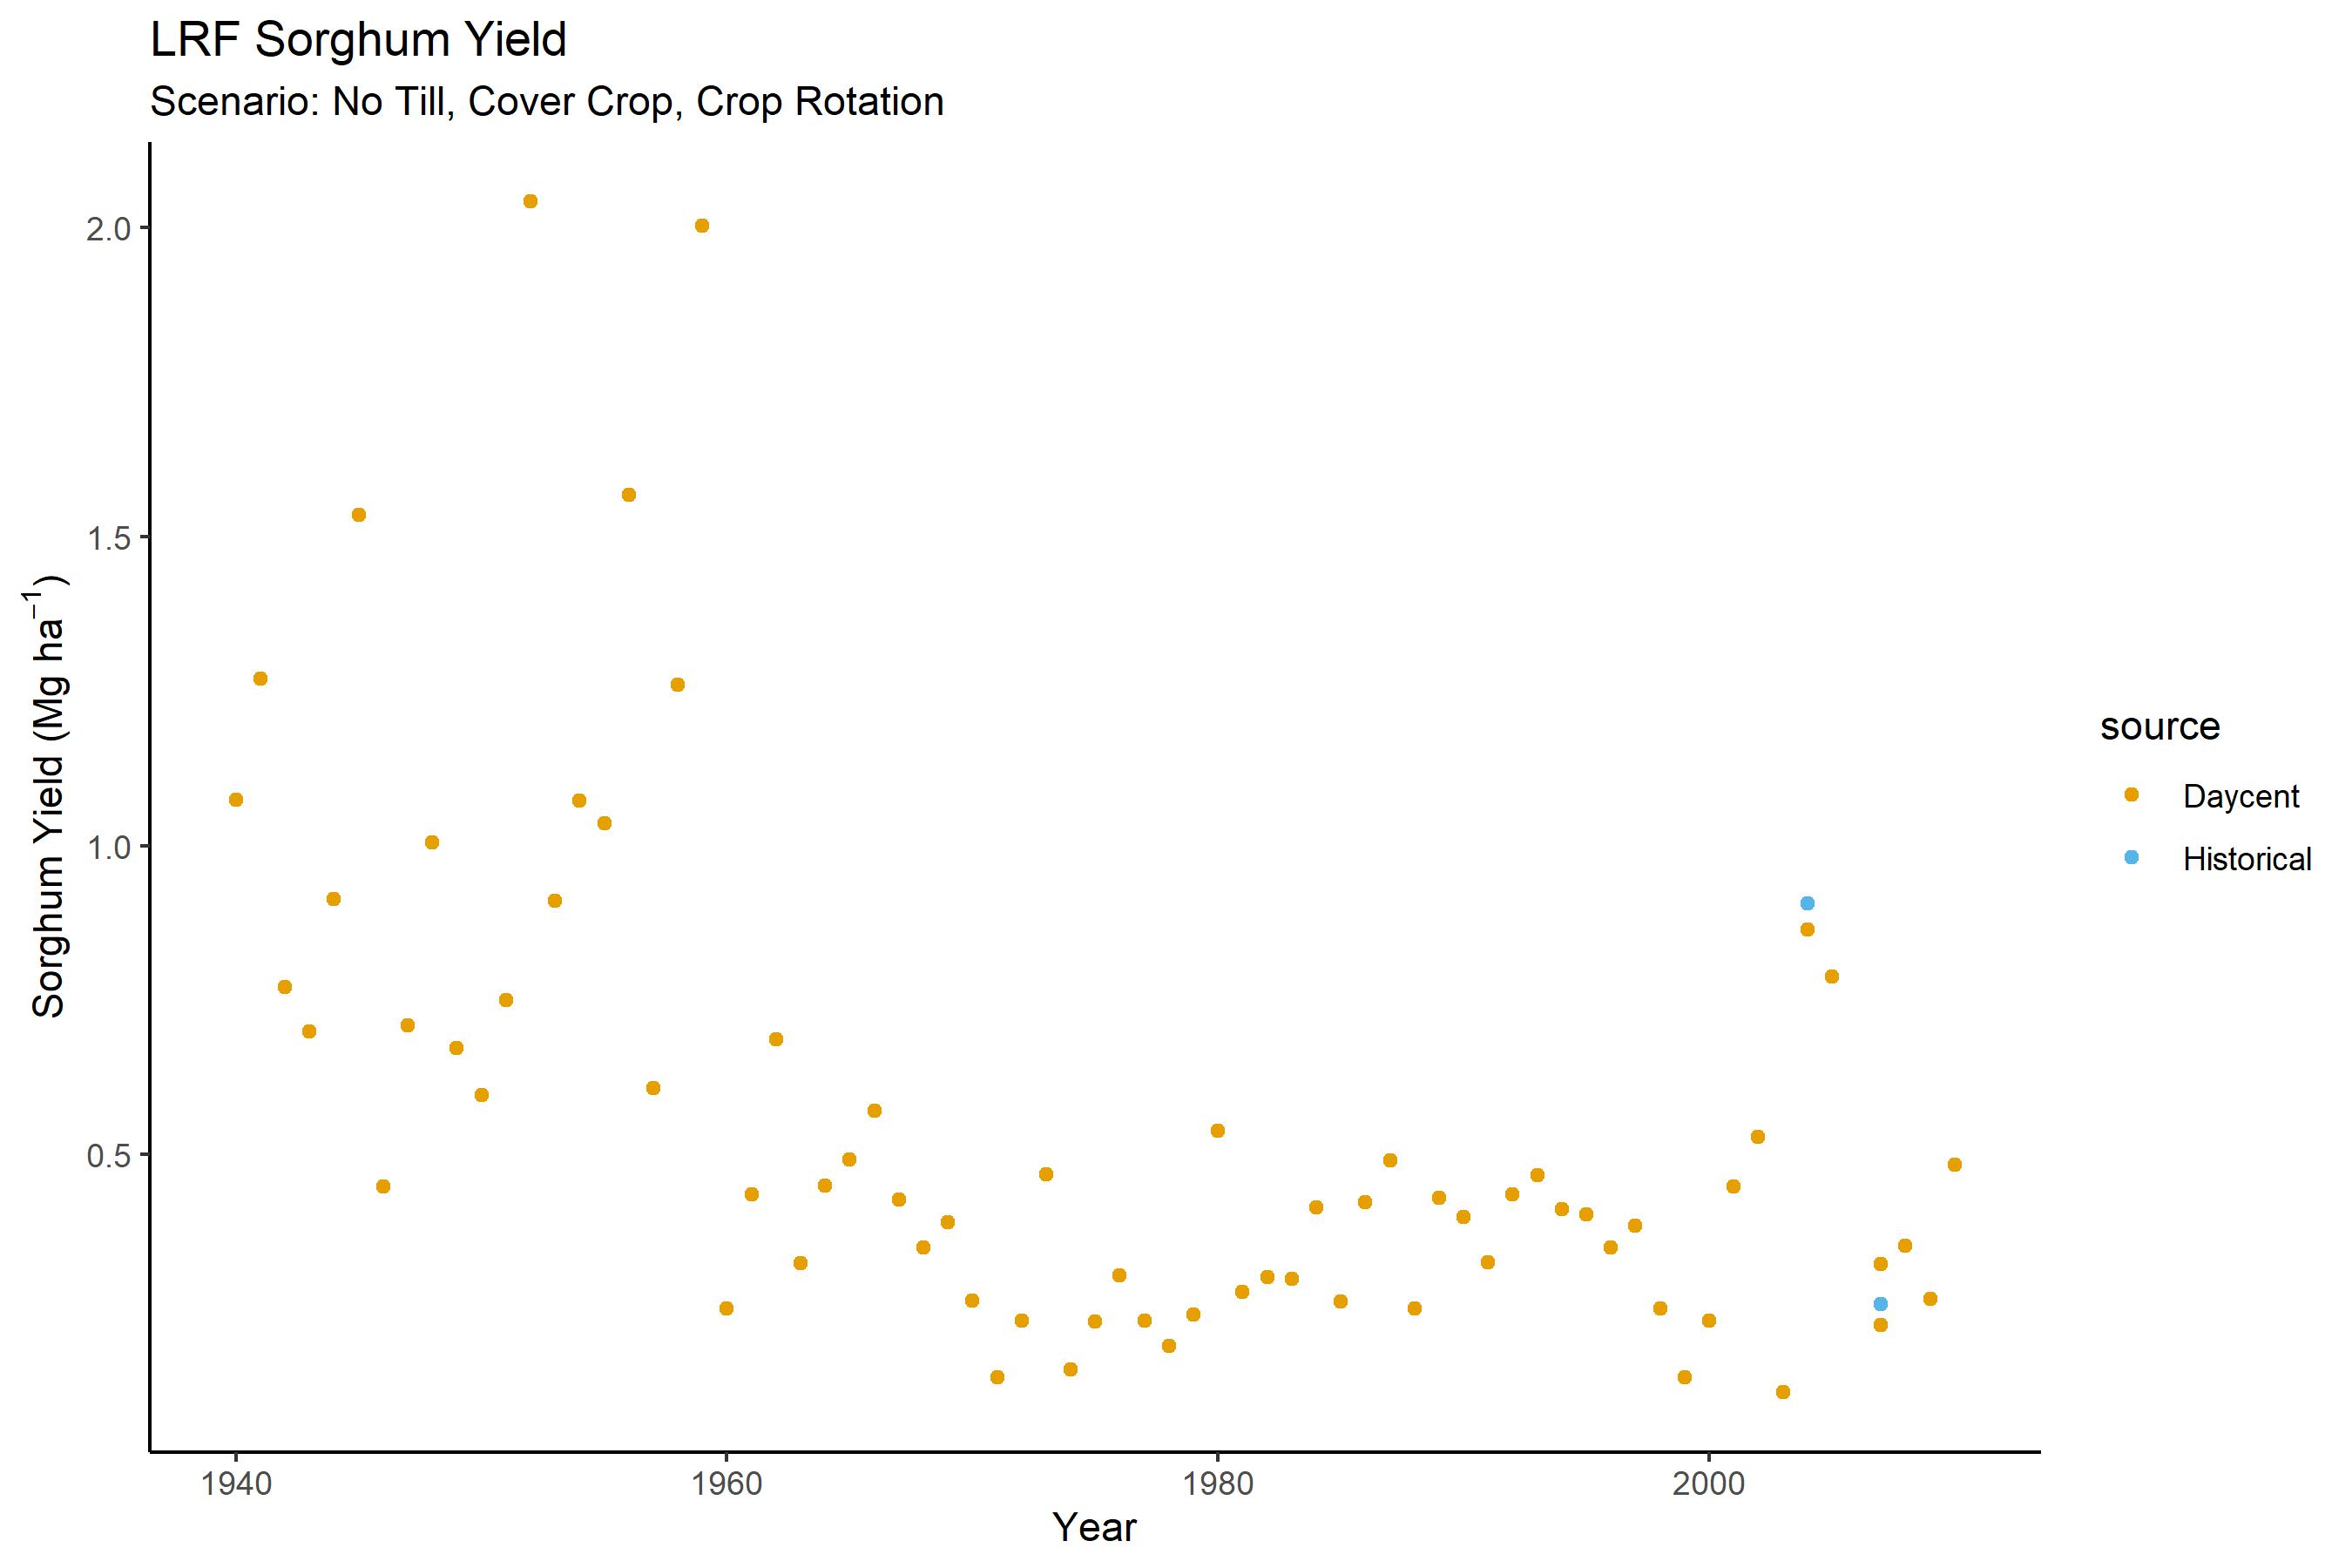 LRF Sorghum Yield
Scenario: No Till, Cover Crop, Crop Rotation
Sorghum Yield (Mg ha⁻¹)
2.0
1.5
1.0
0.5
1940 1960 1980 2000
Year
source
Daycent
Historical